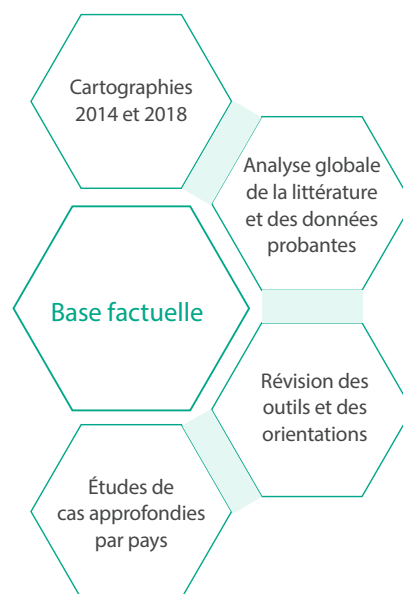 Cartographies
2014 et 2018
Analyse globale
de la littérature
et des données
probantes
Base factuelle
Révision des
outils et des
orientations
Études de
cas approfondies
par pays